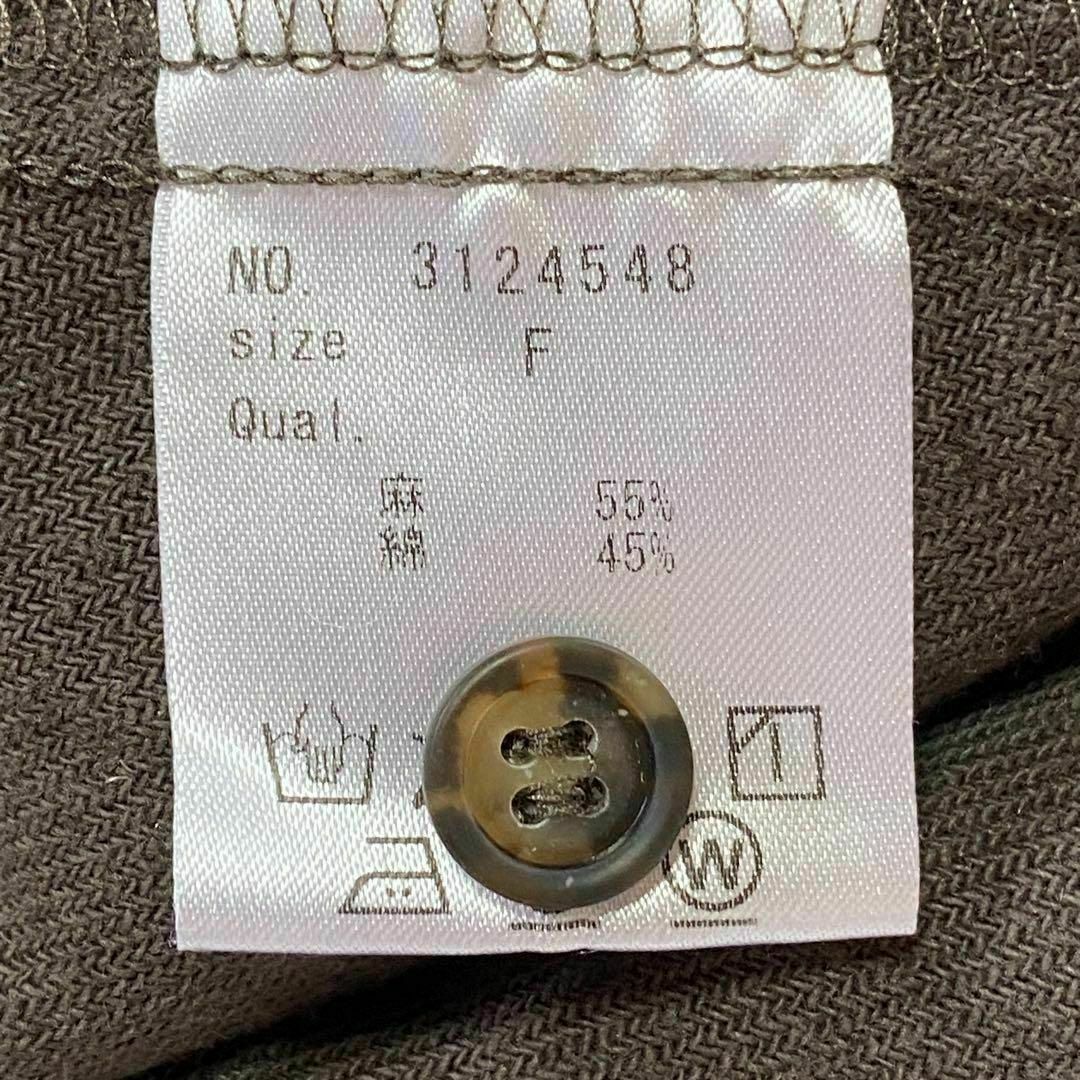 NO. 3124548
size F
Qual.
麻 55%
綿 45%
W